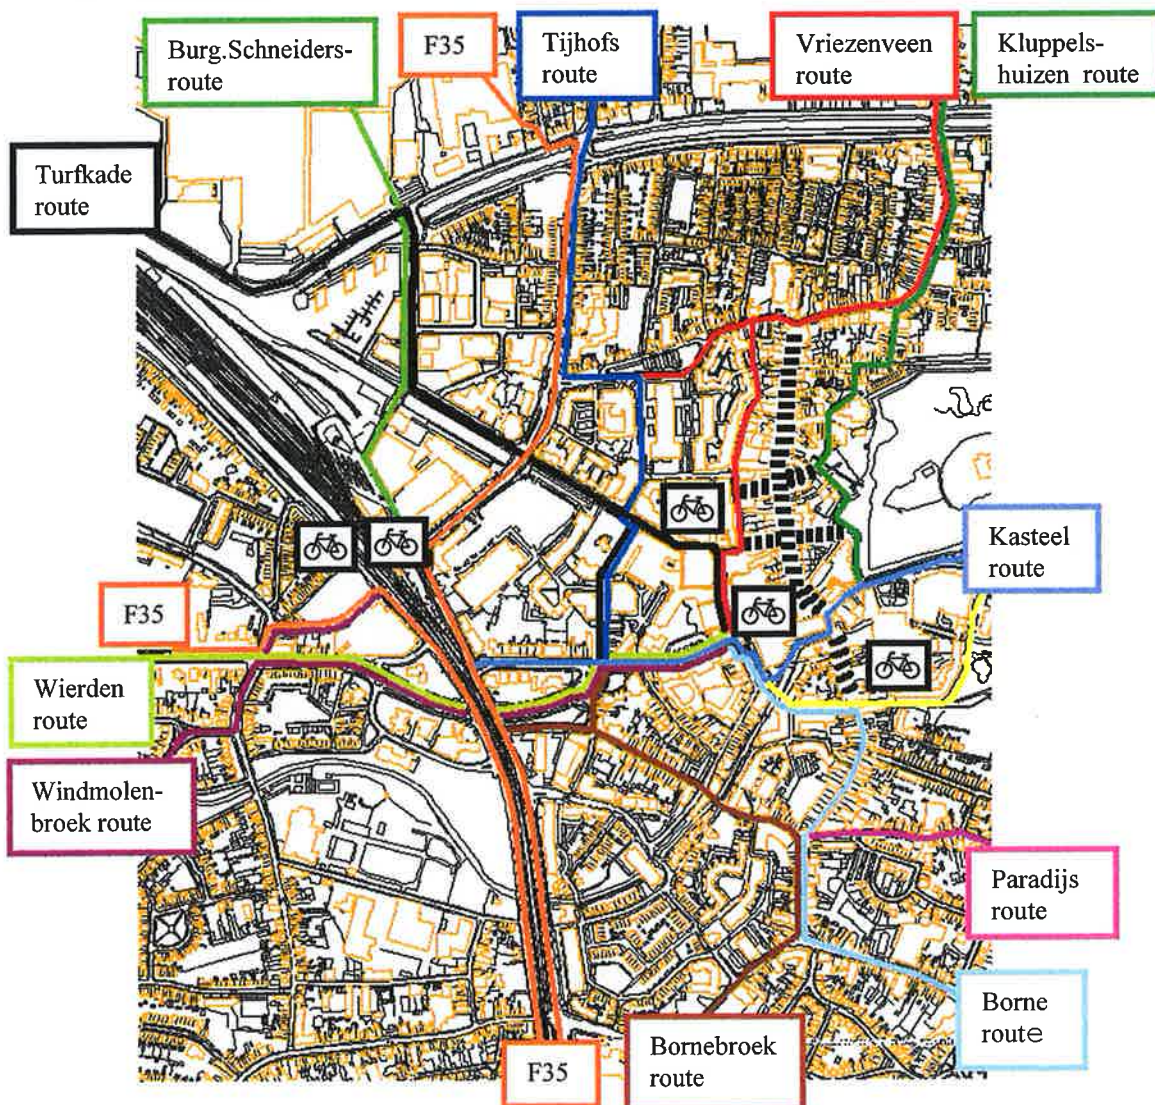 Burg.Schneiders-
route
F35
Tijhofs
route
Vriezenveen
route
Kluppels-
huizen route
Turfkade
route
Kasteel
route
F35
Wierden
route
Windmolen-
broek route
Paradijs
route
Borne
route
Bornebroek
route
F35